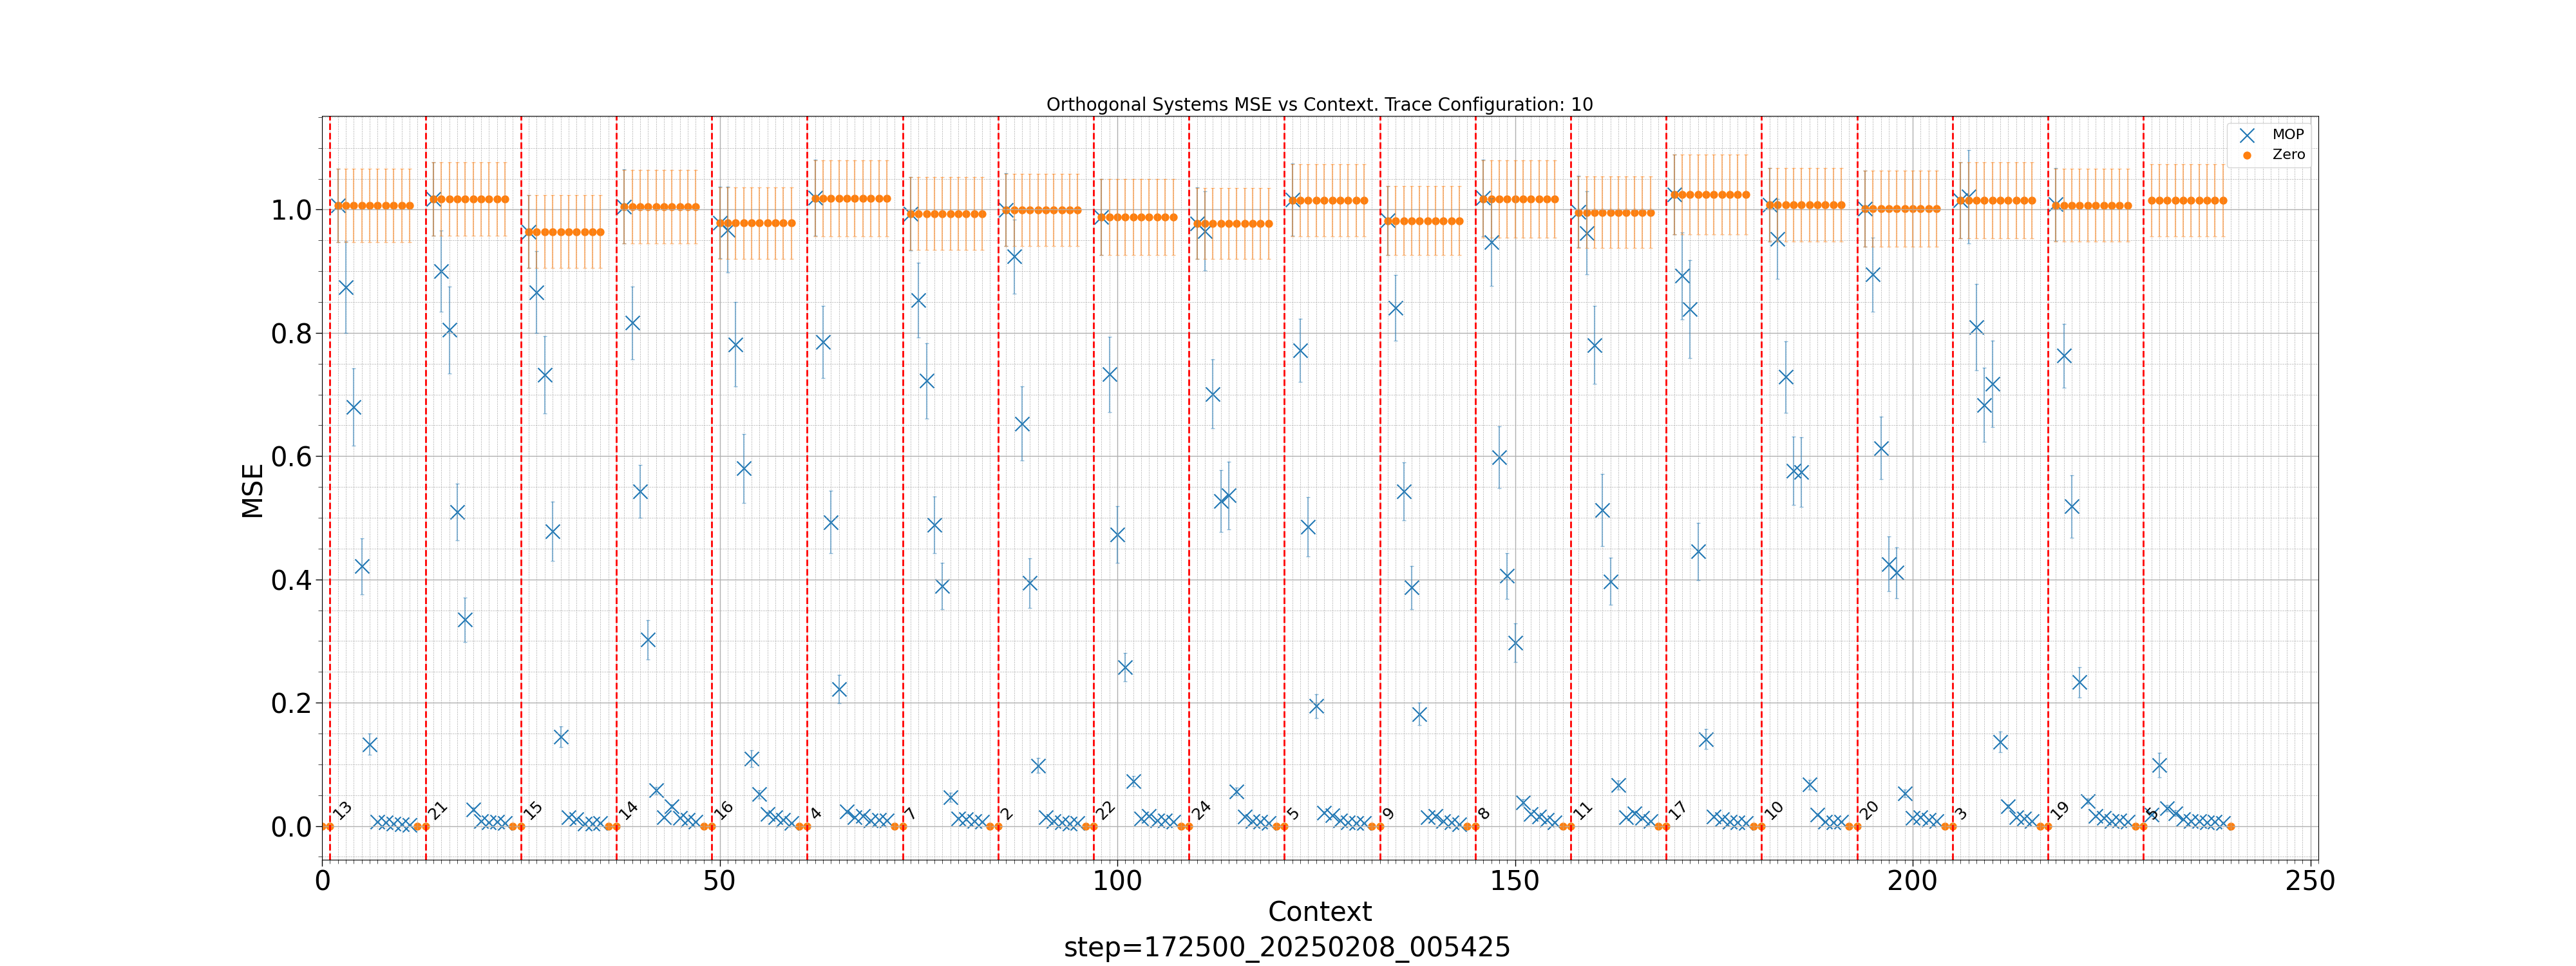 Orthogonal Systems MSE vs Context. Trace Configuration: 10
MOP
Zero
MSE
1.0
0.8
0.6
0.4
0.2
0.0
13 21 15 14 16 4 7 2 22 24 5 9 8 11 17 10 20 3 19 5
0 50 100 150 200 250
Context
step=172500_20250208_005425